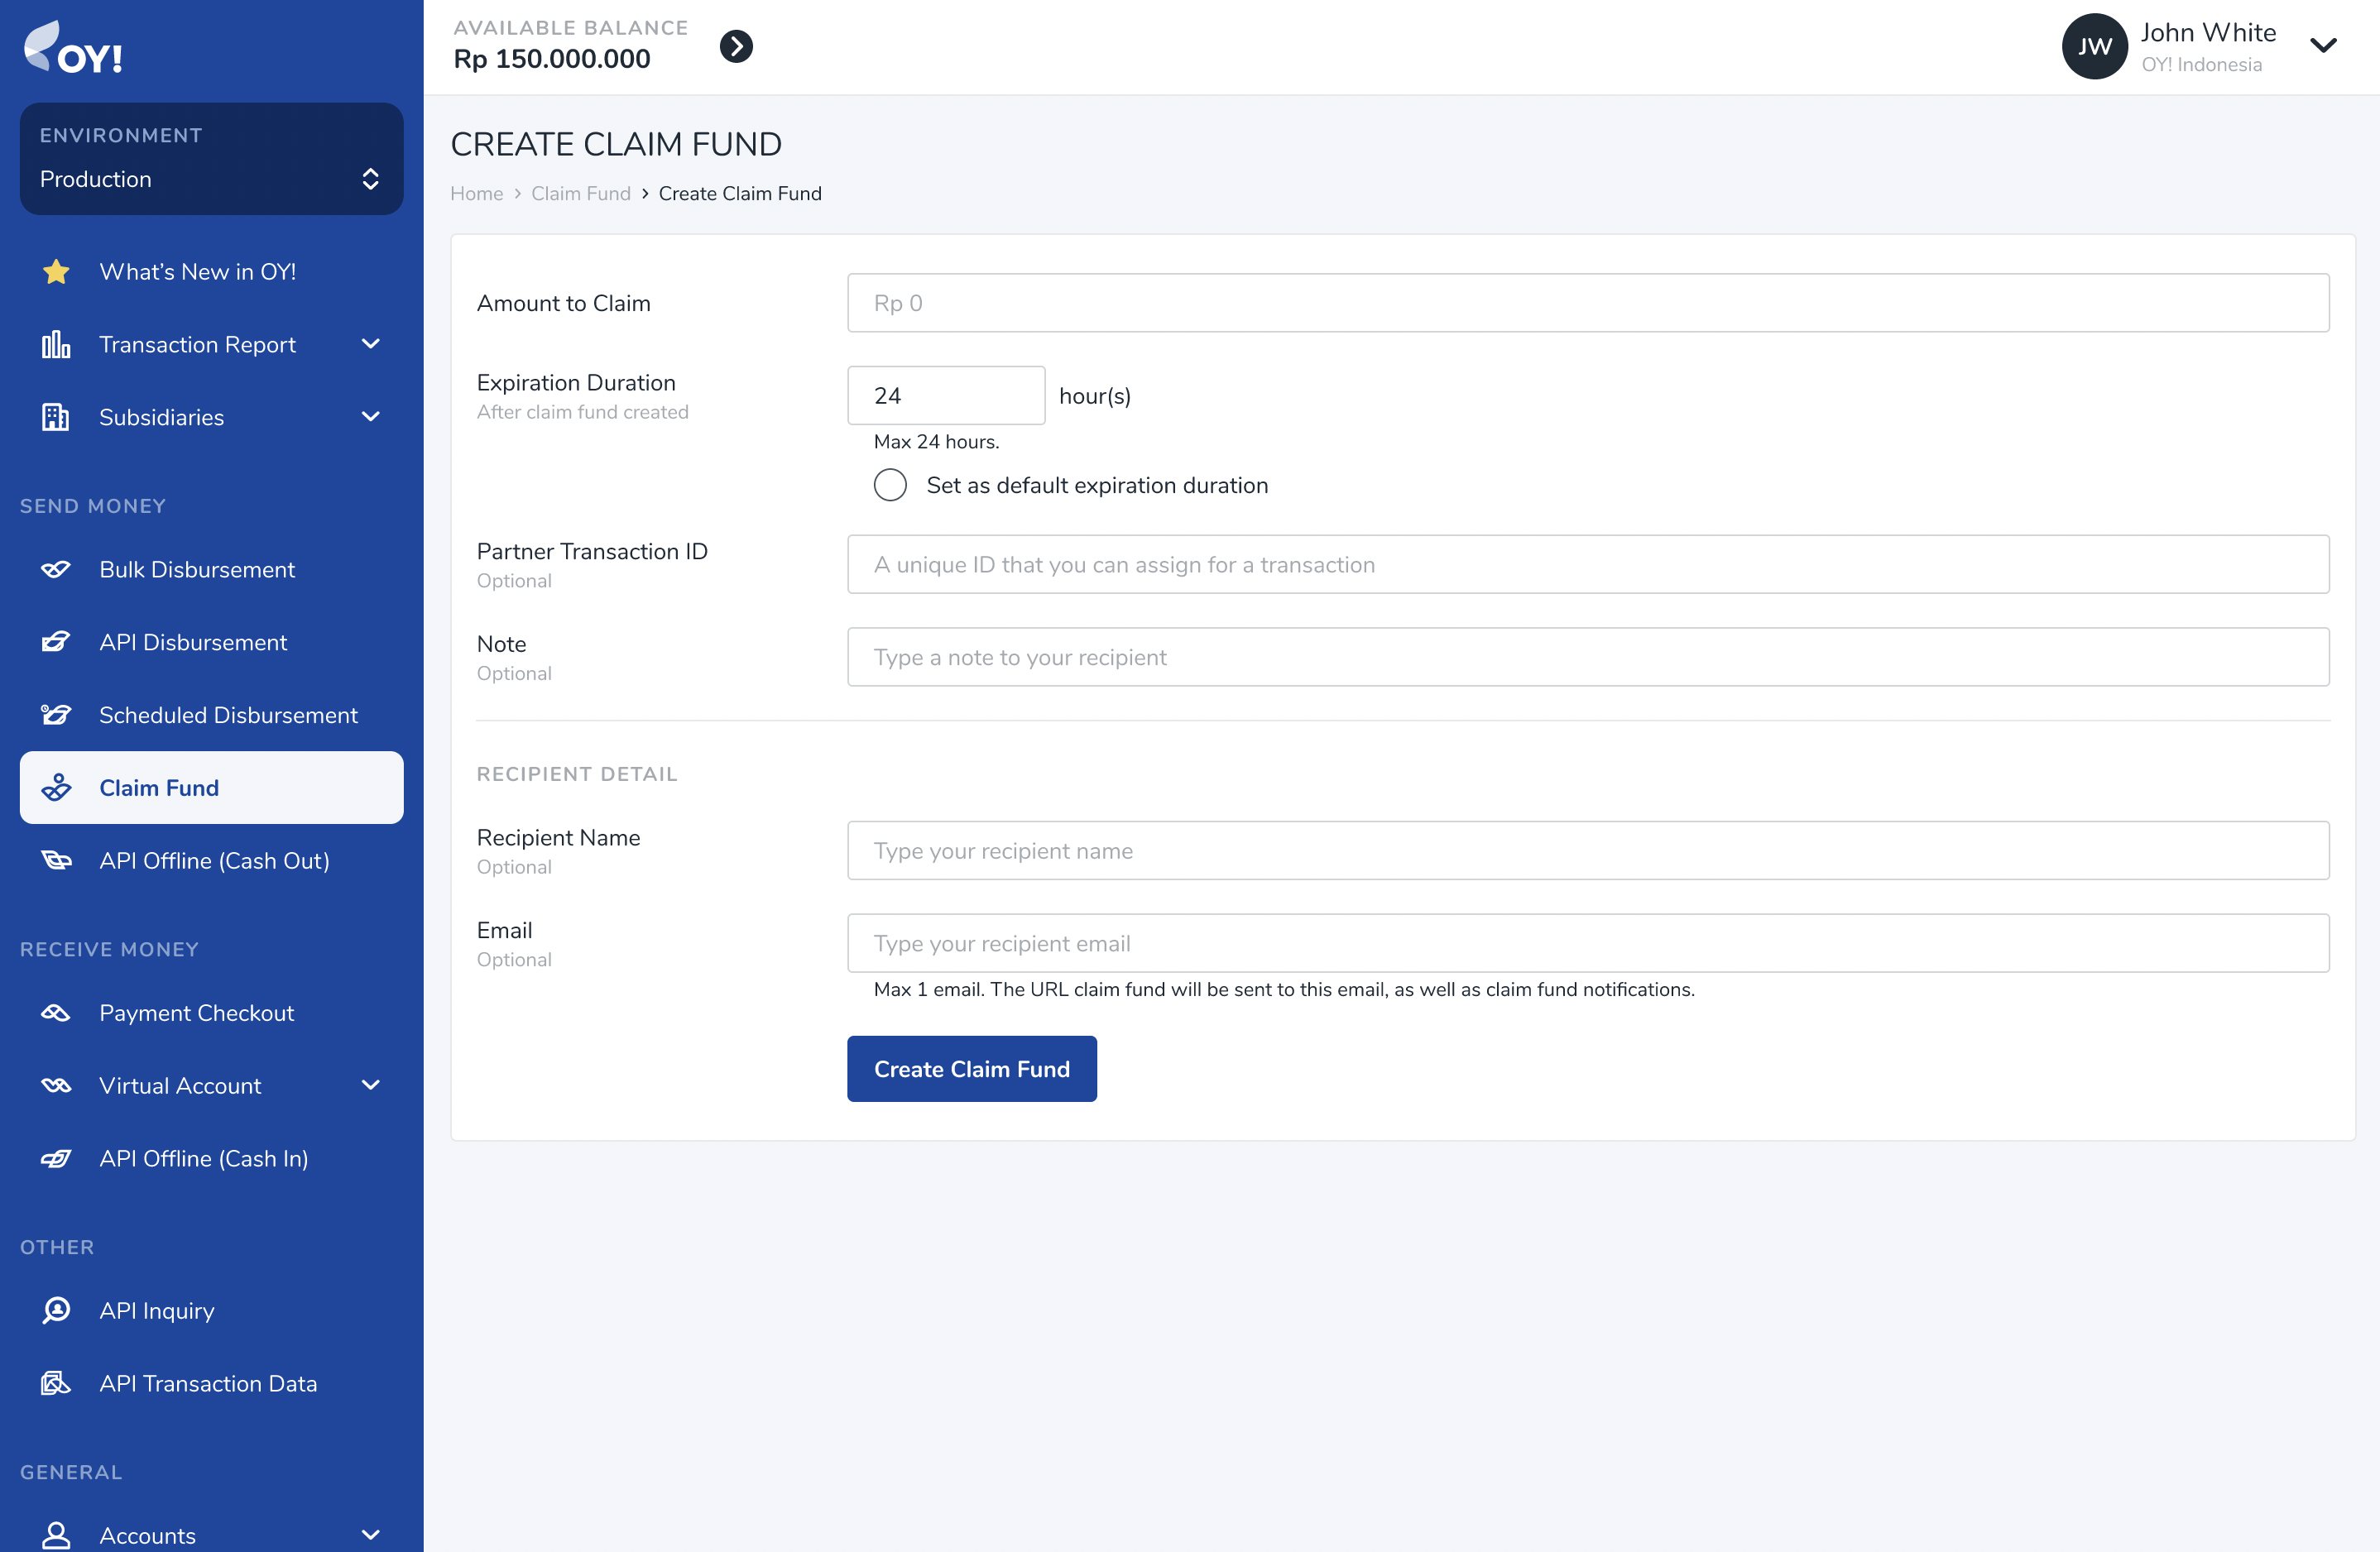 OY!
ENVIRONMENT
Production
What’s New in OY!
Transaction Report
Subsidiaries
SEND MONEY
Bulk Disbursement
API Disbursement
Scheduled Disbursement
Claim Fund
API Offline (Cash Out)
RECEIVE MONEY
Payment Checkout
Virtual Account
API Offline (Cash In)
OTHER
API Inquiry
API Transaction Data
GENERAL
Accounts
AVAILABLE BALANCE
Rp 150.000.000
JW
John White
OY! Indonesia
CREATE CLAIM FUND
Home > Claim Fund > Create Claim Fund
Amount to Claim
Rp 0
Expiration Duration
After claim fund created
24 hour(s)
Max 24 hours.
Set as default expiration duration
Partner Transaction ID
Optional
A unique ID that you can assign for a transaction
Note
Optional
Type a note to your recipient
RECIPIENT DETAIL
Recipient Name
Optional
Type your recipient name
Email
Optional
Type your recipient email
Max 1 email. The URL claim fund will be sent to this email, as well as claim fund notifications.
Create Claim Fund